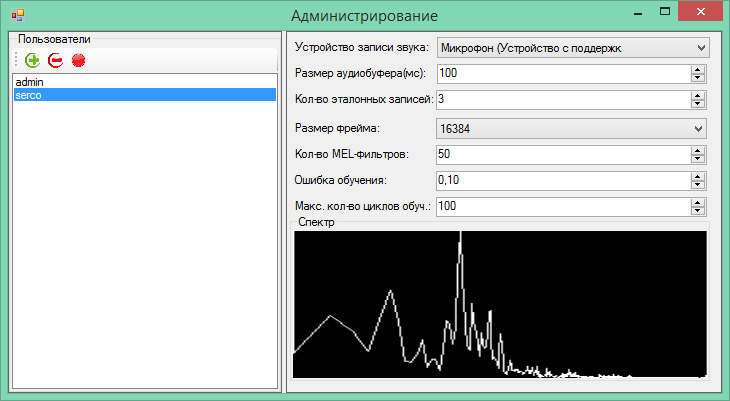 Администрирование
Пользователи
admin
serco
Устройство записи звука: Микрофон (Устройство с поддержк
Размер аудиобуфера(мс): 100
Кол-во эталонных записей: 3
Размер фрейма: 16384
Кол-во MEL-фильтров: 50
Ошибка обучения: 0,10
Макс. кол-во циклов обуч.: 100
Спектр